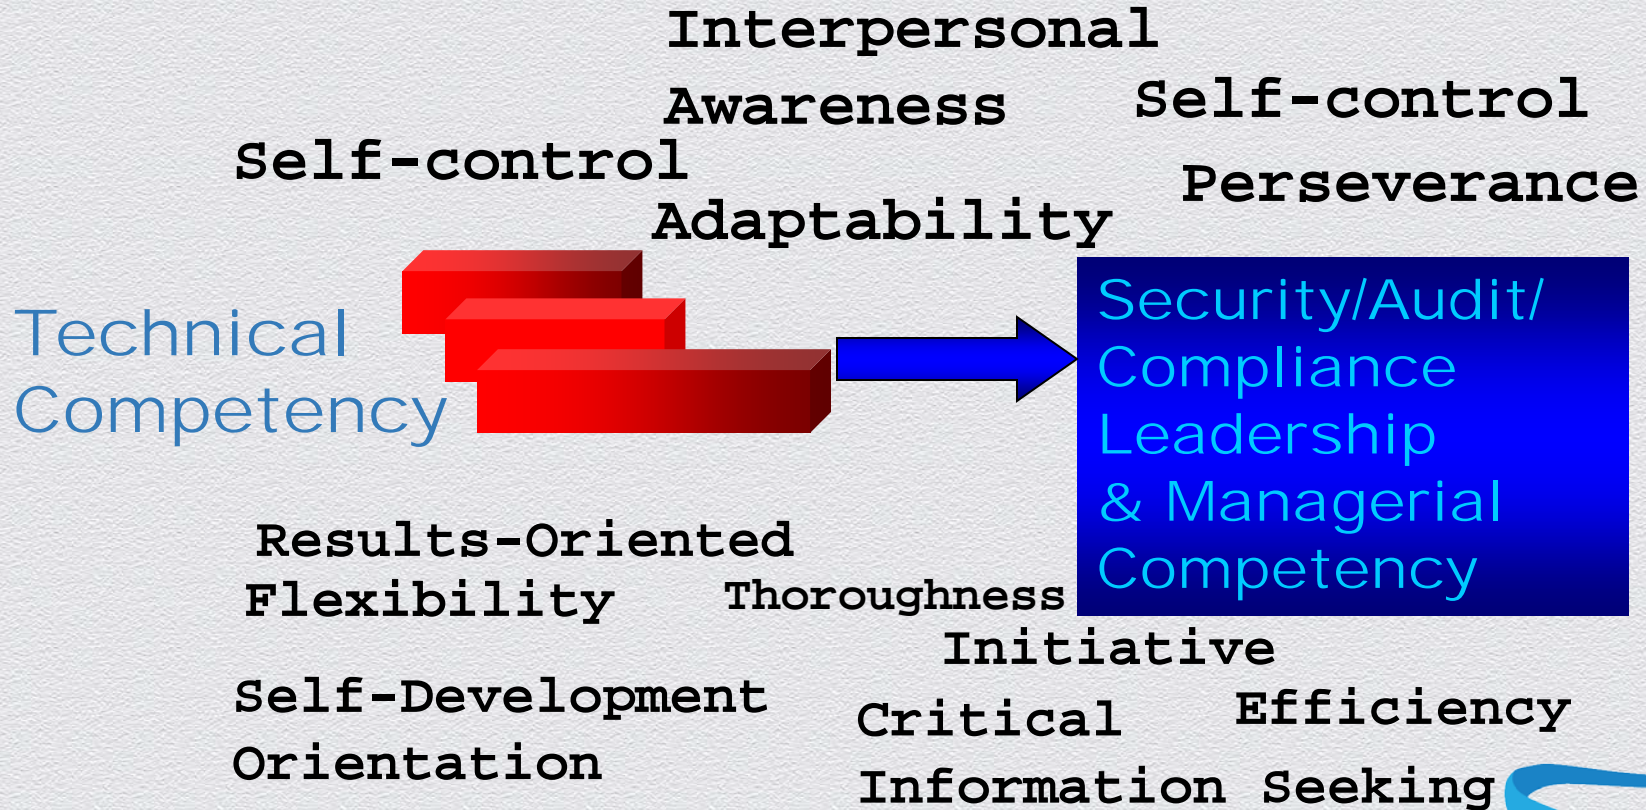 Interpersonal
Awareness
Self-control
Self-control
Perseverance
Adaptability
Technical
Competency
Security/Audit/
Compliance
Leadership
& Managerial
Competency
Results-Oriented
Flexibility
Thoroughness
Initiative
Self-Development
Orientation
Critical
Efficiency
Information Seeking